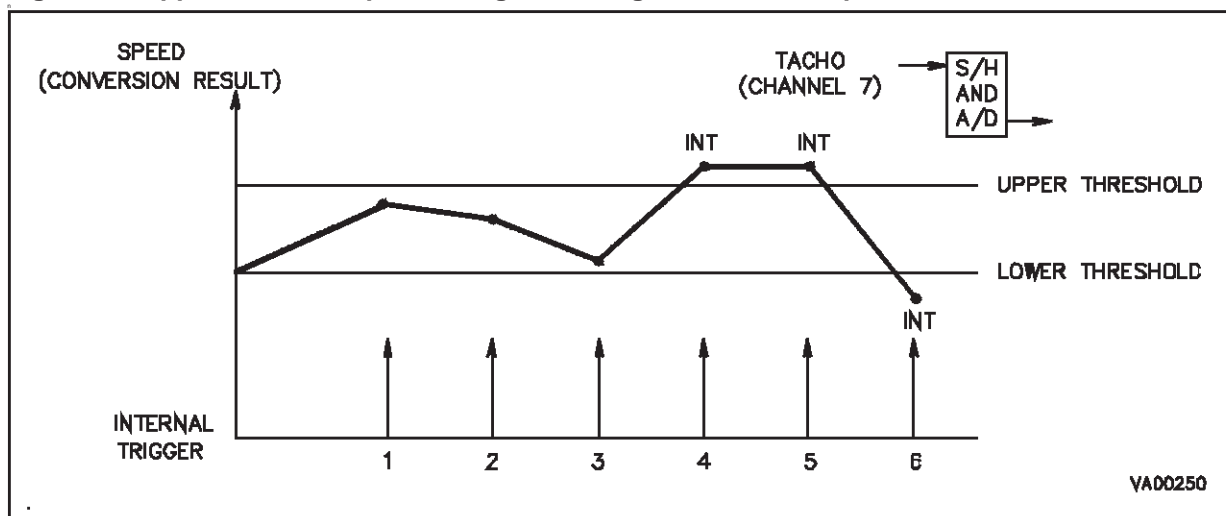 SPEED
(CONVERSION RESULT)
TACHO
(CHANNEL 7)
S/H
AND
A/D
INT
INT
UPPER THRESHOLD
LOWER THRESHOLD
INT
INTERNAL
TRIGGER
1 2 3 4 5 6
VA00250